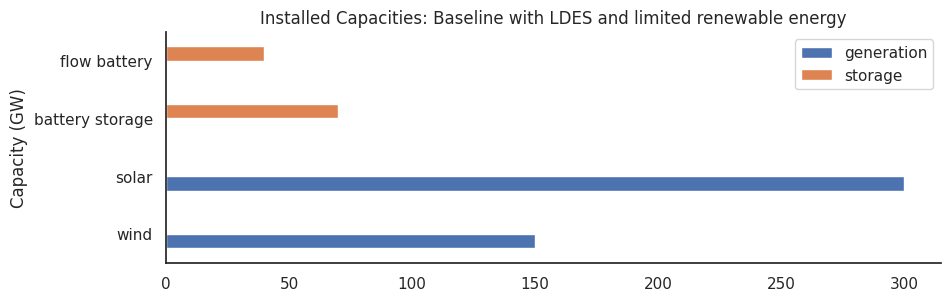 Installed Capacities: Baseline with LDES and limited renewable energy
generation
storage
Capacity (GW)
flow battery
battery storage
solar
wind
0 50 100 150 200 250 300